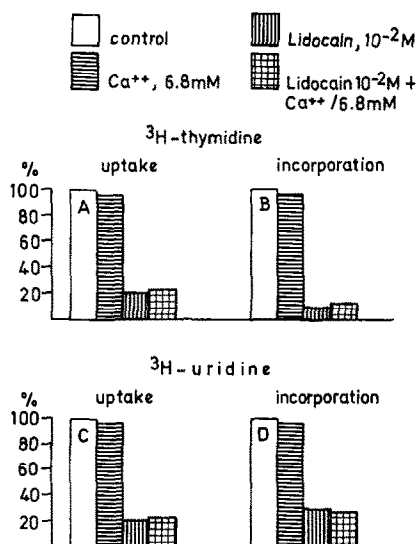 control
Lidocain, 10⁻²M
Ca⁺⁺, 6.8mM
Lidocain 10⁻²M +
Ca⁺⁺/6.8mM
³H-thymidine
% uptake incorporation
100
80
60
40
20
A
B
³H-uridine
% uptake incorporation
100
80
60
40
20
C
D